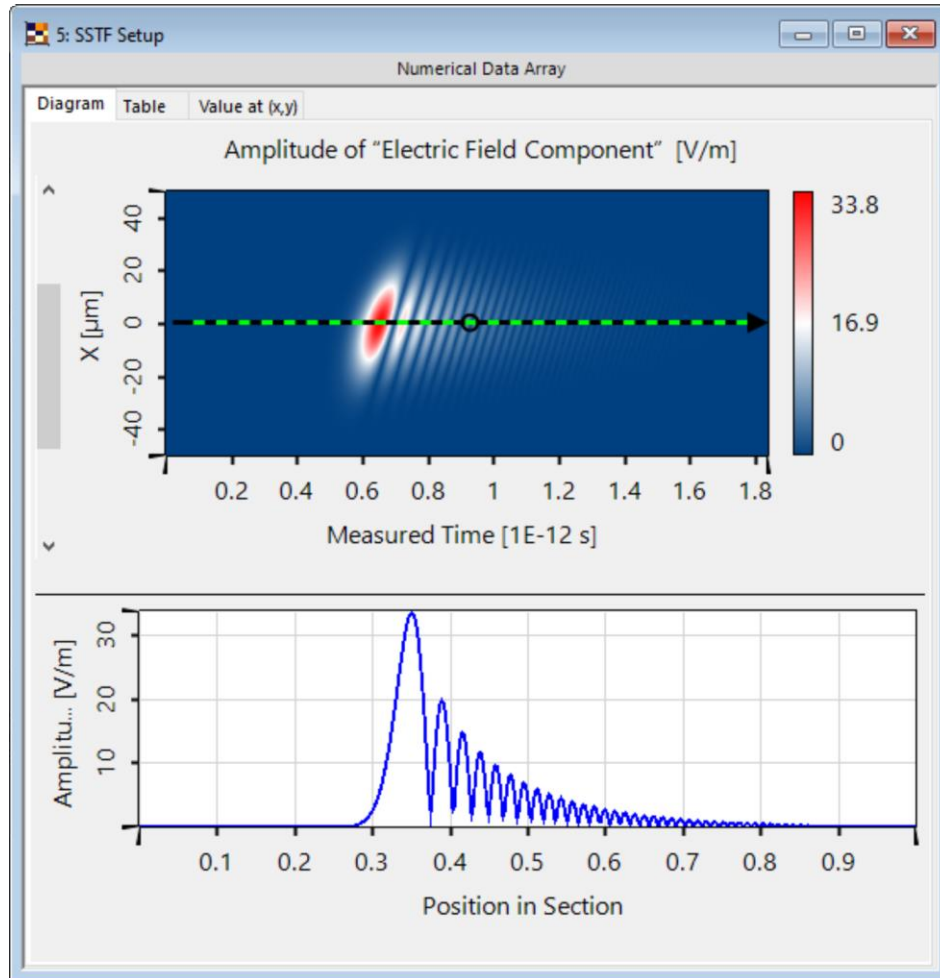 5: SSTF Setup
Numerical Data Array
Diagram Table Value at (x,y)
Amplitude of “Electric Field Component” [V/m]
40
20
0
-20
-40
X [µm]
33.8
16.9
0
0.2 0.4 0.6 0.8 1 1.2 1.4 1.6 1.8
Measured Time [1E-12 s]
30
20
10
Amplitu... [V/m]
0.1 0.2 0.3 0.4 0.5 0.6 0.7 0.8 0.9
Position in Section